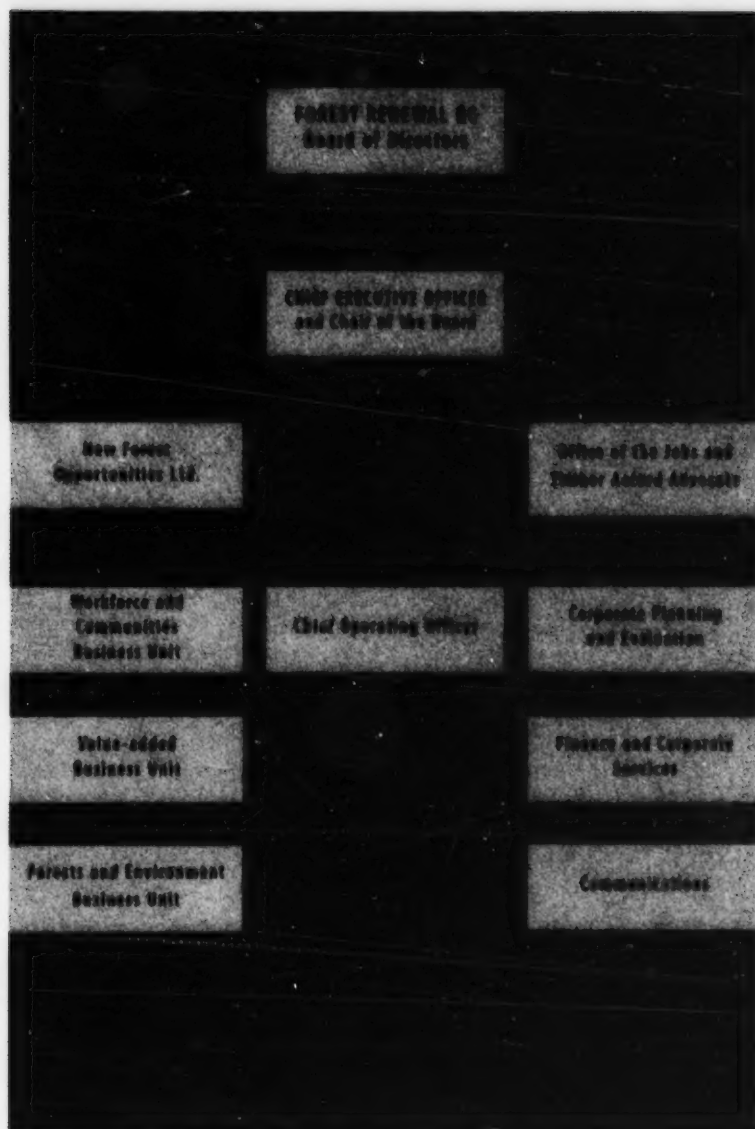 FOREST RENEWAL BC
Board of Directors
CHIEF EXECUTIVE OFFICER
and Chair of the Board
New Forest
Opportunities Ltd.
Office of the Jobs and
Timber Accord Advocate
Workforce and
Communities
Business Unit
Chief Operating Officer
Corporate Planning
and Evaluation
Value-added
Business Unit
Finance and Corporate
Services
Forests and Environment
Business Unit
Communications